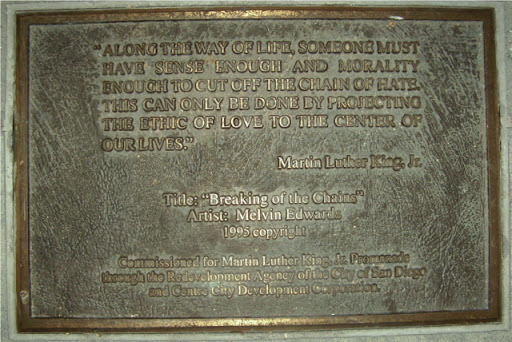 "ALONG THE WAY OF LIFE, SOMEONE MUST
HAVE SENSE ENOUGH AND MORALITY
ENOUGH TO CUT OFF THE CHAIN OF HATE.
THIS CAN ONLY BE DONE BY PROJECTING
THE ETHIC OF LOVE TO THE CENTER OF
OUR LIVES."
Martin Luther King, Jr.
Title: "Breaking of the Chains"
Artist: Melvin Edwards
1995 copyright
Commissioned for Martin Luther King, Jr. Promenade
through the Redevelopment Agency of the City of San Diego
and Centre City Development Corporation.